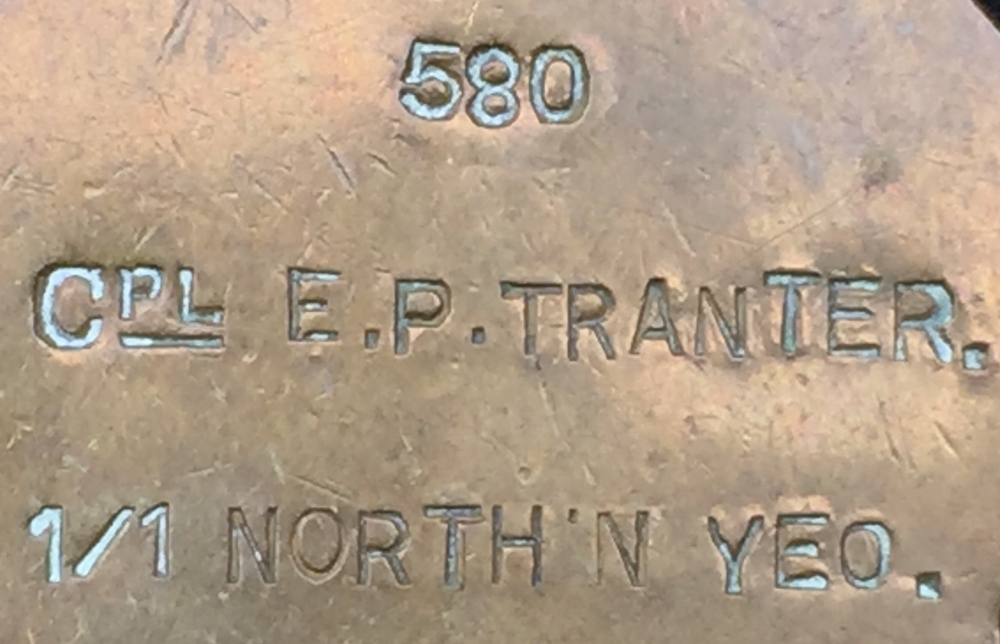 580
CPL E.P. TRANTER.
1/1 NORTH'N YEO.